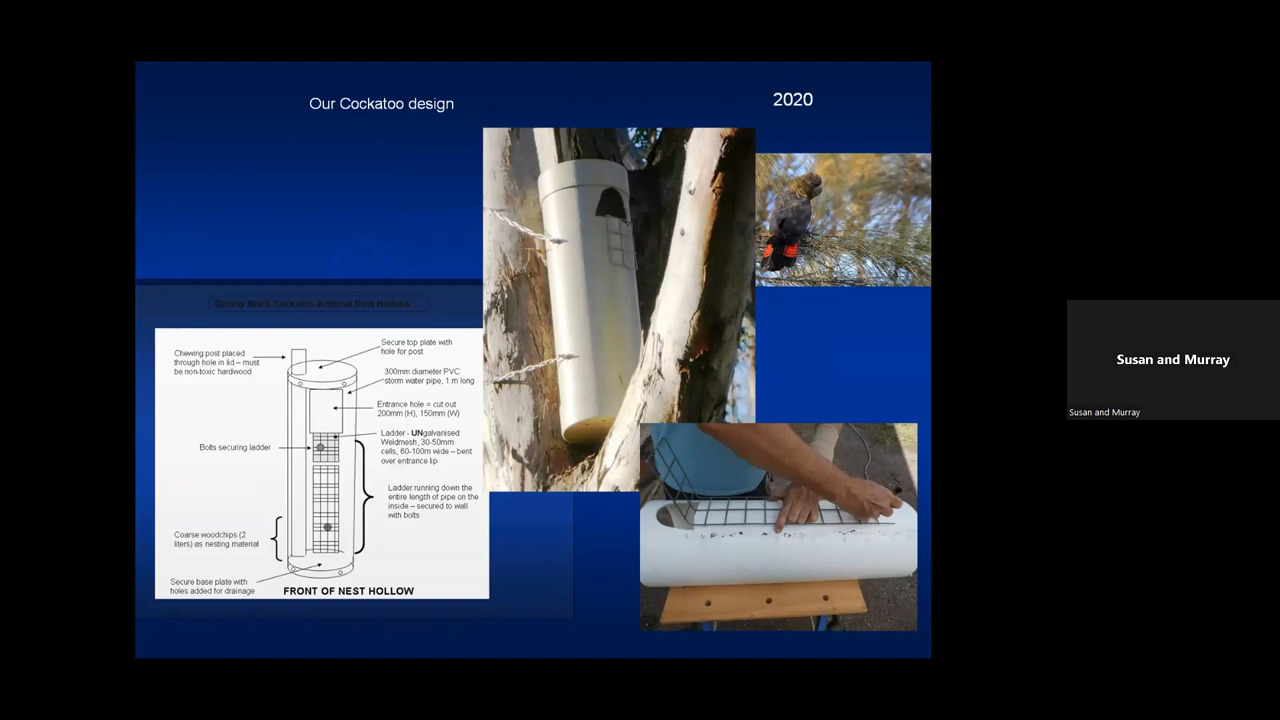 Our Cockatoo design
2020
Glossy Black Cockatoo Artificial Nest Hollows
Chewing post placed
through hole in lid – must
be non-toxic hardwood
Secure top plate with
hole for post
300mm diameter PVC
storm water pipe, 1 m long
Entrance hole = cut out
200mm (H), 150mm (W)
Ladder - UNgalvanised
Weldmesh, 30-50mm
cells, 60-100m wide – bent
over entrance lip
Bolts securing ladder
Ladder running down the
entire length of pipe on the
inside – secured to wall
with bolts
Coarse woodchips (2
liters) as nesting material
Secure base plate with
holes added for drainage
FRONT OF NEST HOLLOW
Susan and Murray
Susan and Murray